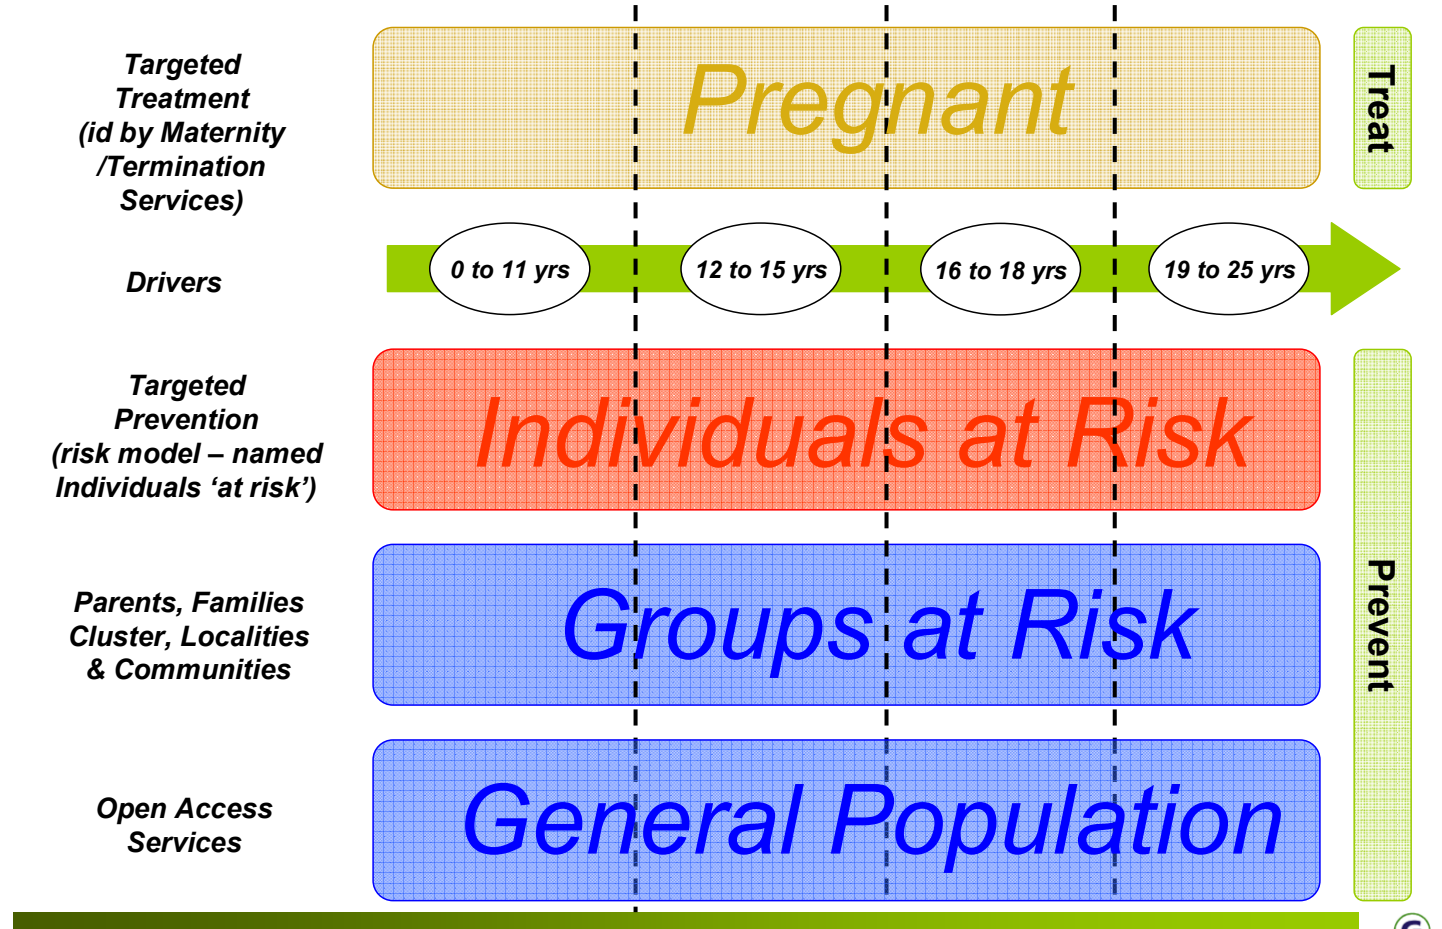 Targeted
Treatment
(id by Maternity
/Termination
Services)
Pregnant
Treat
Drivers
0 to 11 yrs
12 to 15 yrs
16 to 18 yrs
19 to 25 yrs
Targeted
Prevention
(risk model – named
Individuals ‘at risk’)
Individuals at Risk
Prevent
Parents, Families
Cluster, Localities
& Communities
Groups at Risk
Open Access
Services
General Population